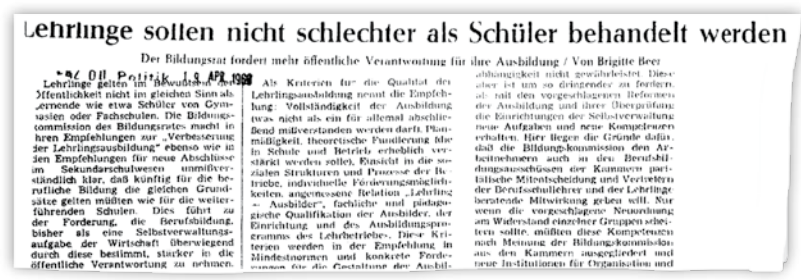 Lehrlinge sollen nicht schlechter als Schüler behandelt werden
Der Bildungsrat fordert mehr öffentliche Verantwortung für ihre Ausbildung / Von Brigitte Beer
Politik 1 9. APR. 1969
Lehrlinge gelten im Bewußtsein der
Öffentlichkeit nicht im gleichen Sinn als
Lernende wie etwa Schüler von Gym-
nasien oder Fachschulen. Die Bildungs-
kommission des Bildungsrates macht in
ihren Empfehlungen zur „Verbesserung
der Lehrlingsausbildung" ebenso wie in
den Empfehlungen für neue Abschlüsse
im Sekundarschulwesen unmißver-
ständlich klar, daß künftig für die be-
rufliche Bildung die gleichen Grund-
sätze gelten müßten wie für die weiter-
führenden Schulen. Dies führt zu
der Forderung, die Berufsbildung,
bisher als eine Selbstverwaltungs-
aufgabe der Wirtschaft überwiegend
durch diese bestimmt, stärker in die
öffentliche Verantwortung zu nehmen.
Als Kriterien für die Qualität der
Lehrlingsausbildung nennt die Empfeh-
lung: Vollständigkeit der Ausbildung
(was nicht als ein für allemal abschlie-
ßend mißverstanden werden darf), Plan-
mäßigkeit, theoretische Fundierung (die
in Schule und Betrieb erheblich ver-
stärkt werden sollte), Einsicht in die so-
zialen Strukturen und Prozesse der Be-
triebe, individuelle Förderungsmöglich-
keiten, angemessene Relation „Lehrling
— Ausbilder", fachliche und pädago-
gische Qualifikation der Ausbilder, der
Einrichtung und des Ausbildungspro-
gramms des Lehrbetriebs. Diese Kri-
terien werden in der Empfehlung in
Mindestnormen und konkrete Forde-
rungen für die Gestaltung der Ausbil-
abhängigkeit nicht gewährleistet. Diese
aber ist um so dringender zu fordern,
als mit den vorgeschlagenen Reformen
der Ausbildung und ihrer Überprüfung
die Einrichtungen der Selbstverwaltung
neue Aufgaben und neue Kompetenzen
erhalten. Hier liegen die Gründe dafür,
daß die Bildungskommission den Ar-
beitnehmern auch in den Berufsbil-
dungsausschüssen der Kammern pari-
tätische Mitentscheidung und Vertretern
der Berufsschullehrer und der Lehrlinge
beratende Mitwirkung geben will. Nur
wenn die vorgeschlagene Neuordnung
am Widerstand einzelner Gruppen schei-
tern sollte, müßten diese Kompetenzen
nach Meinung der Bildungskommission
aus den Kammern ausgegliedert und
neue Institutionen für Organisation und